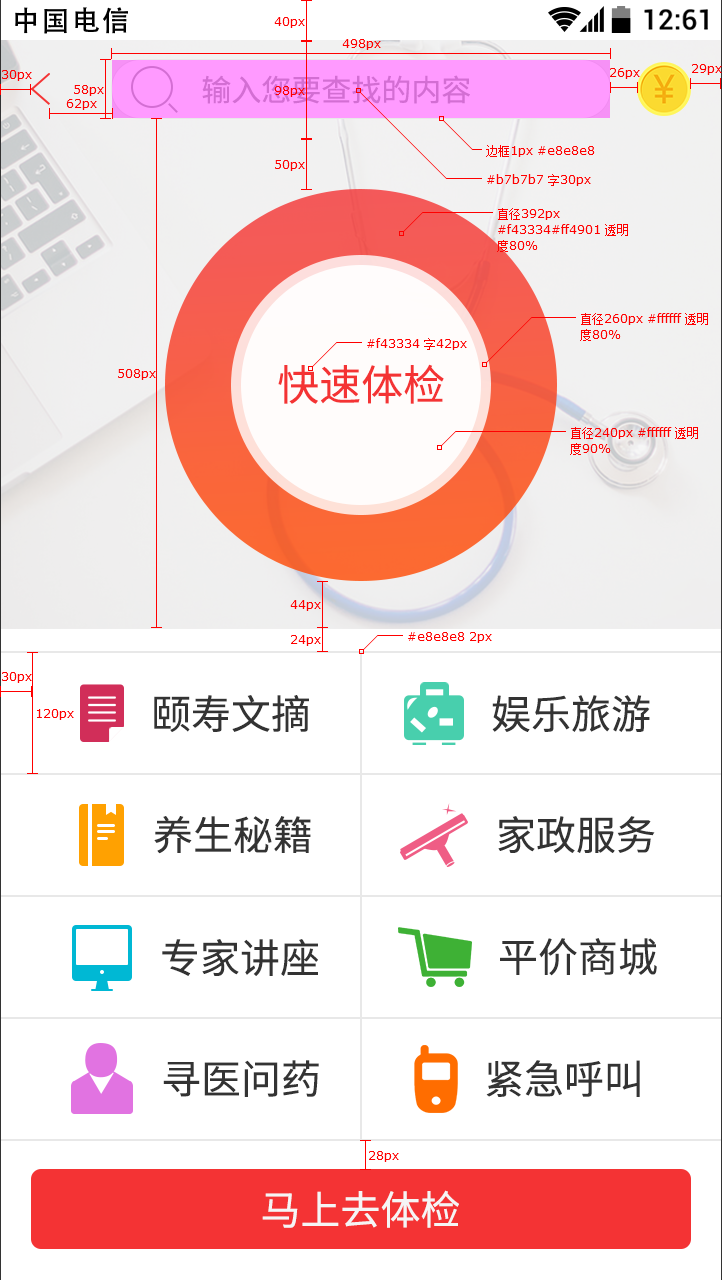 中国电信 12:61
40px
498px
30px
58px
62px
98px
输入您要查找的内容
26px
¥
29px
边框1px #e8e8e8
50px
#b7b7b7 字30px
直径392px
#f43334#ff4901 透明
度80%
直径260px #ffffff 透明
度80%
#f43334 字42px
508px
快速体检
直径240px #ffffff 透明
度90%
44px
24px
#e8e8e8 2px
30px
120px
颐寿文摘
娱乐旅游
养生秘籍
家政服务
专家讲座
平价商城
寻医问药
紧急呼叫
28px
马上去体检